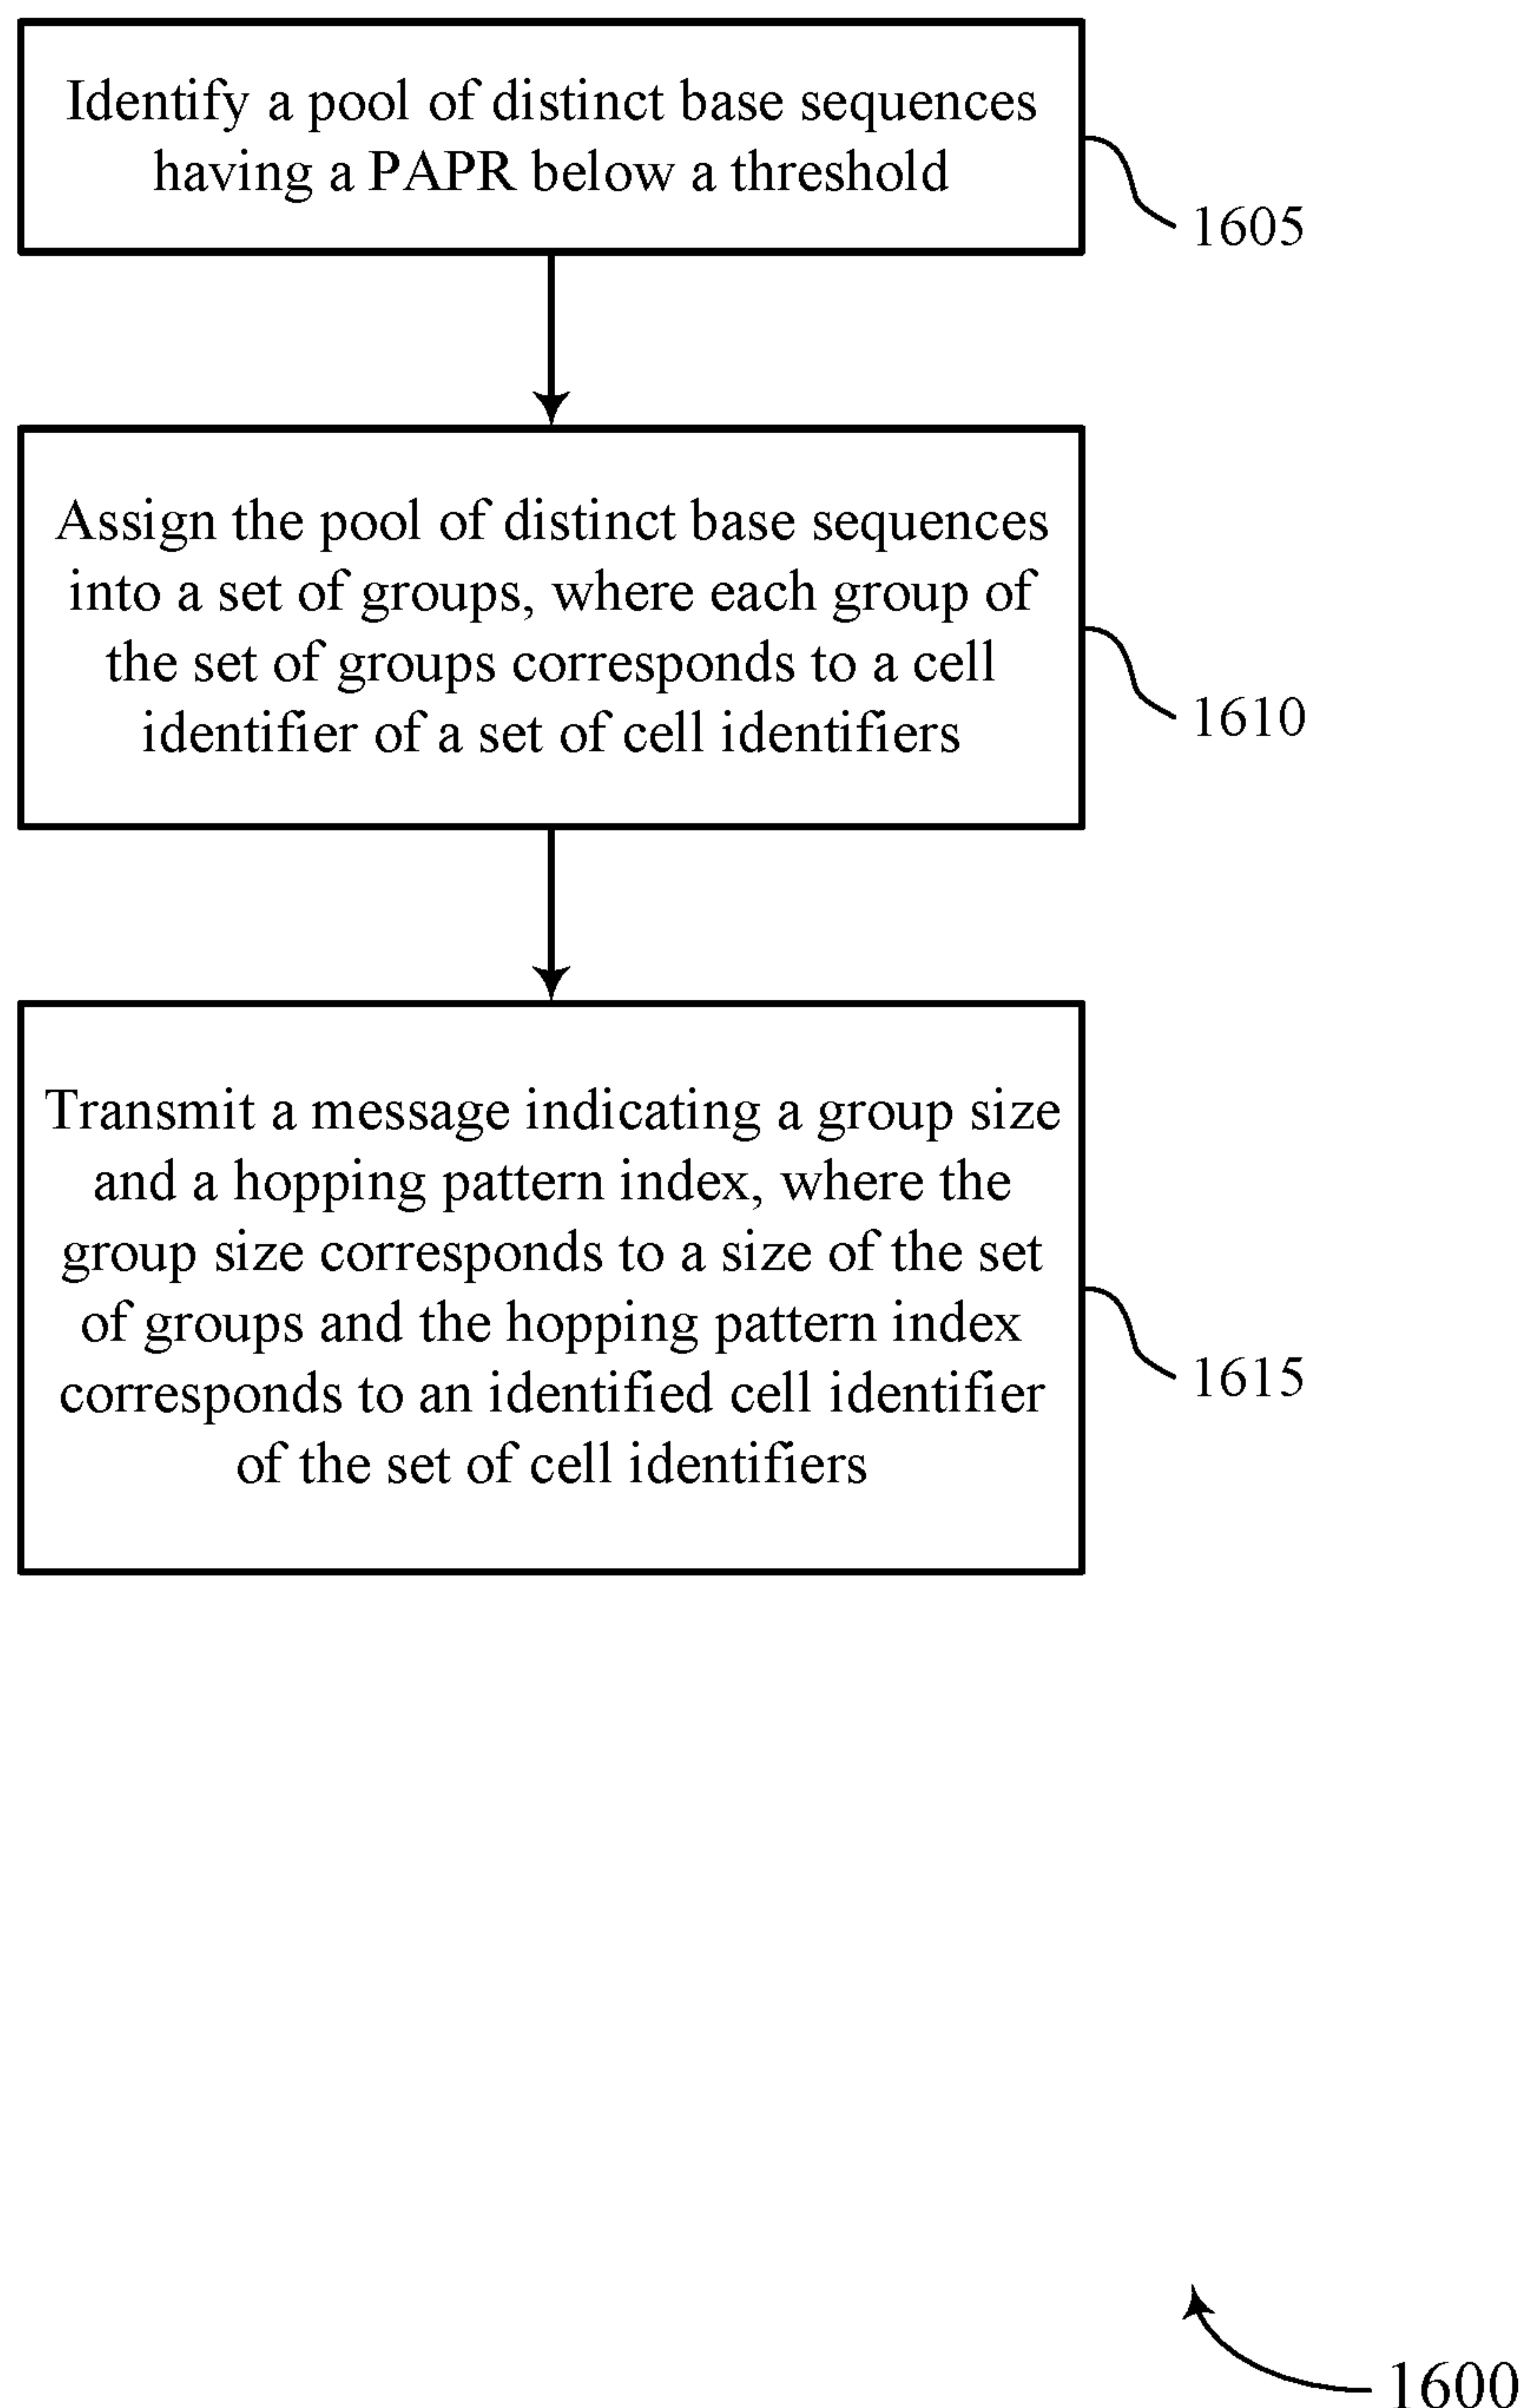 Identify a pool of distinct base sequences
having a PAPR below a threshold
1605
Assign the pool of distinct base sequences
into a set of groups, where each group of
the set of groups corresponds to a cell
identifier of a set of cell identifiers
1610
Transmit a message indicating a group size
and a hopping pattern index, where the
group size corresponds to a size of the set
of groups and the hopping pattern index
corresponds to an identified cell identifier
of the set of cell identifiers
1615
1600